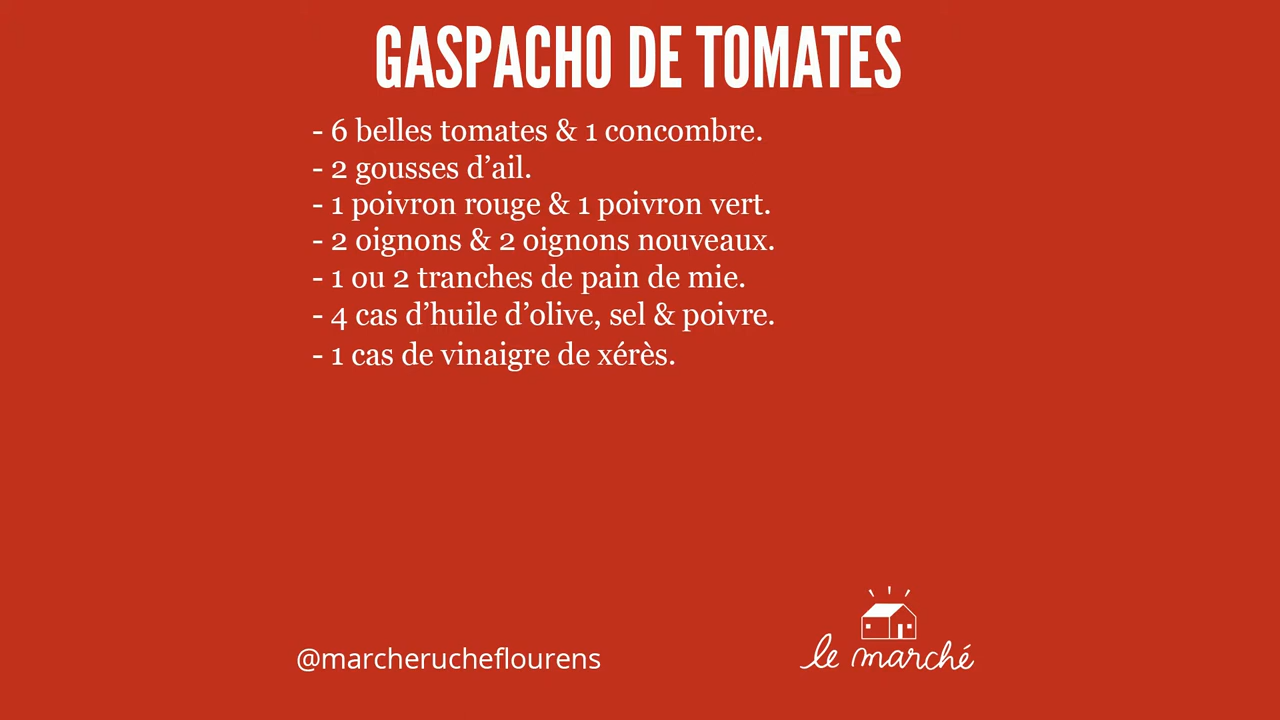 GASPACHO DE TOMATES
- 6 belles tomates & 1 concombre.
- 2 gousses d’ail.
- 1 poivron rouge & 1 poivron vert.
- 2 oignons & 2 oignons nouveaux.
- 1 ou 2 tranches de pain de mie.
- 4 cas d’huile d’olive, sel & poivre.
- 1 cas de vinaigre de xérès.
@marcherucheflourens
le marché